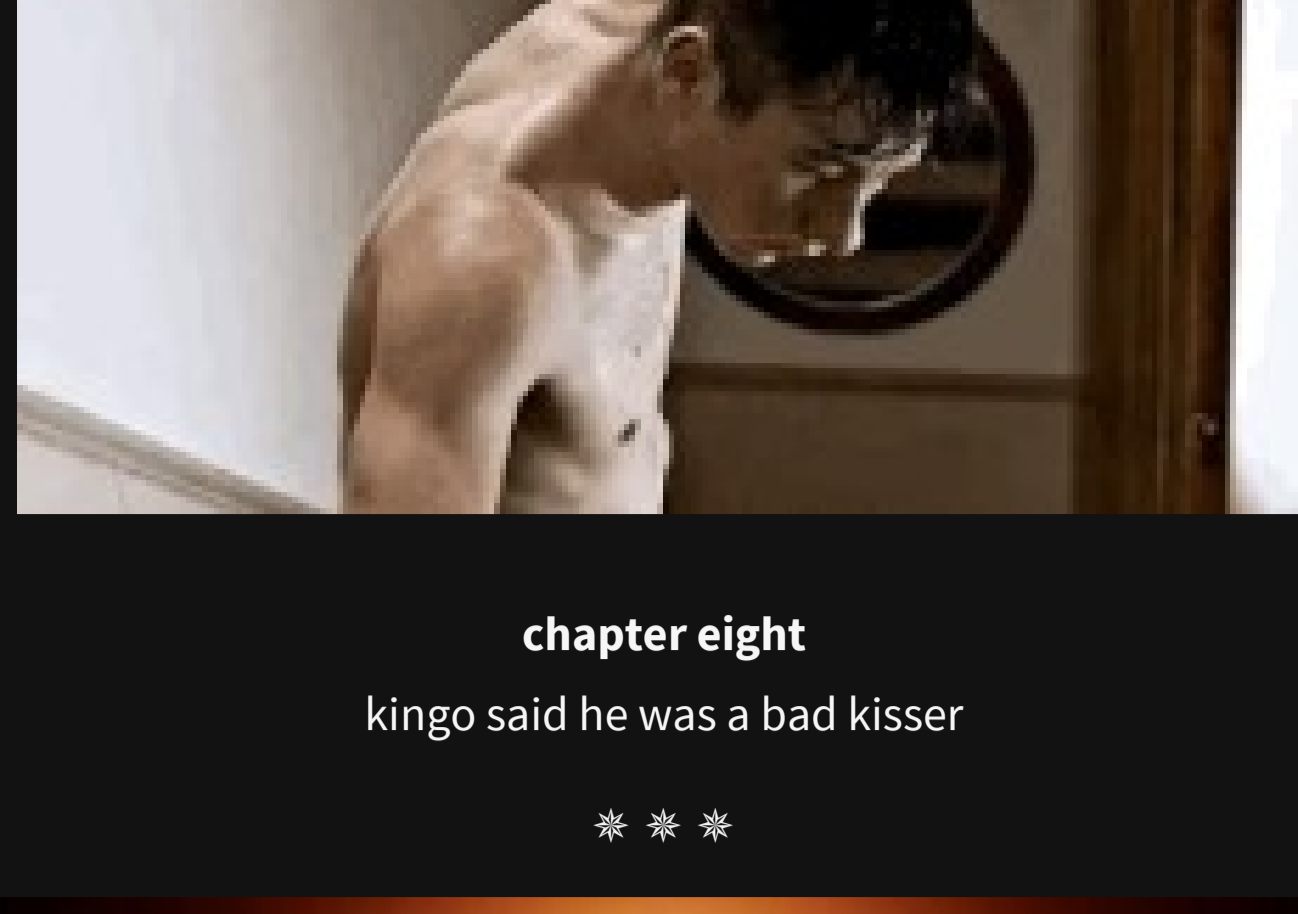 chapter eight
kingo said he was a bad kisser
✵ ✵ ✵